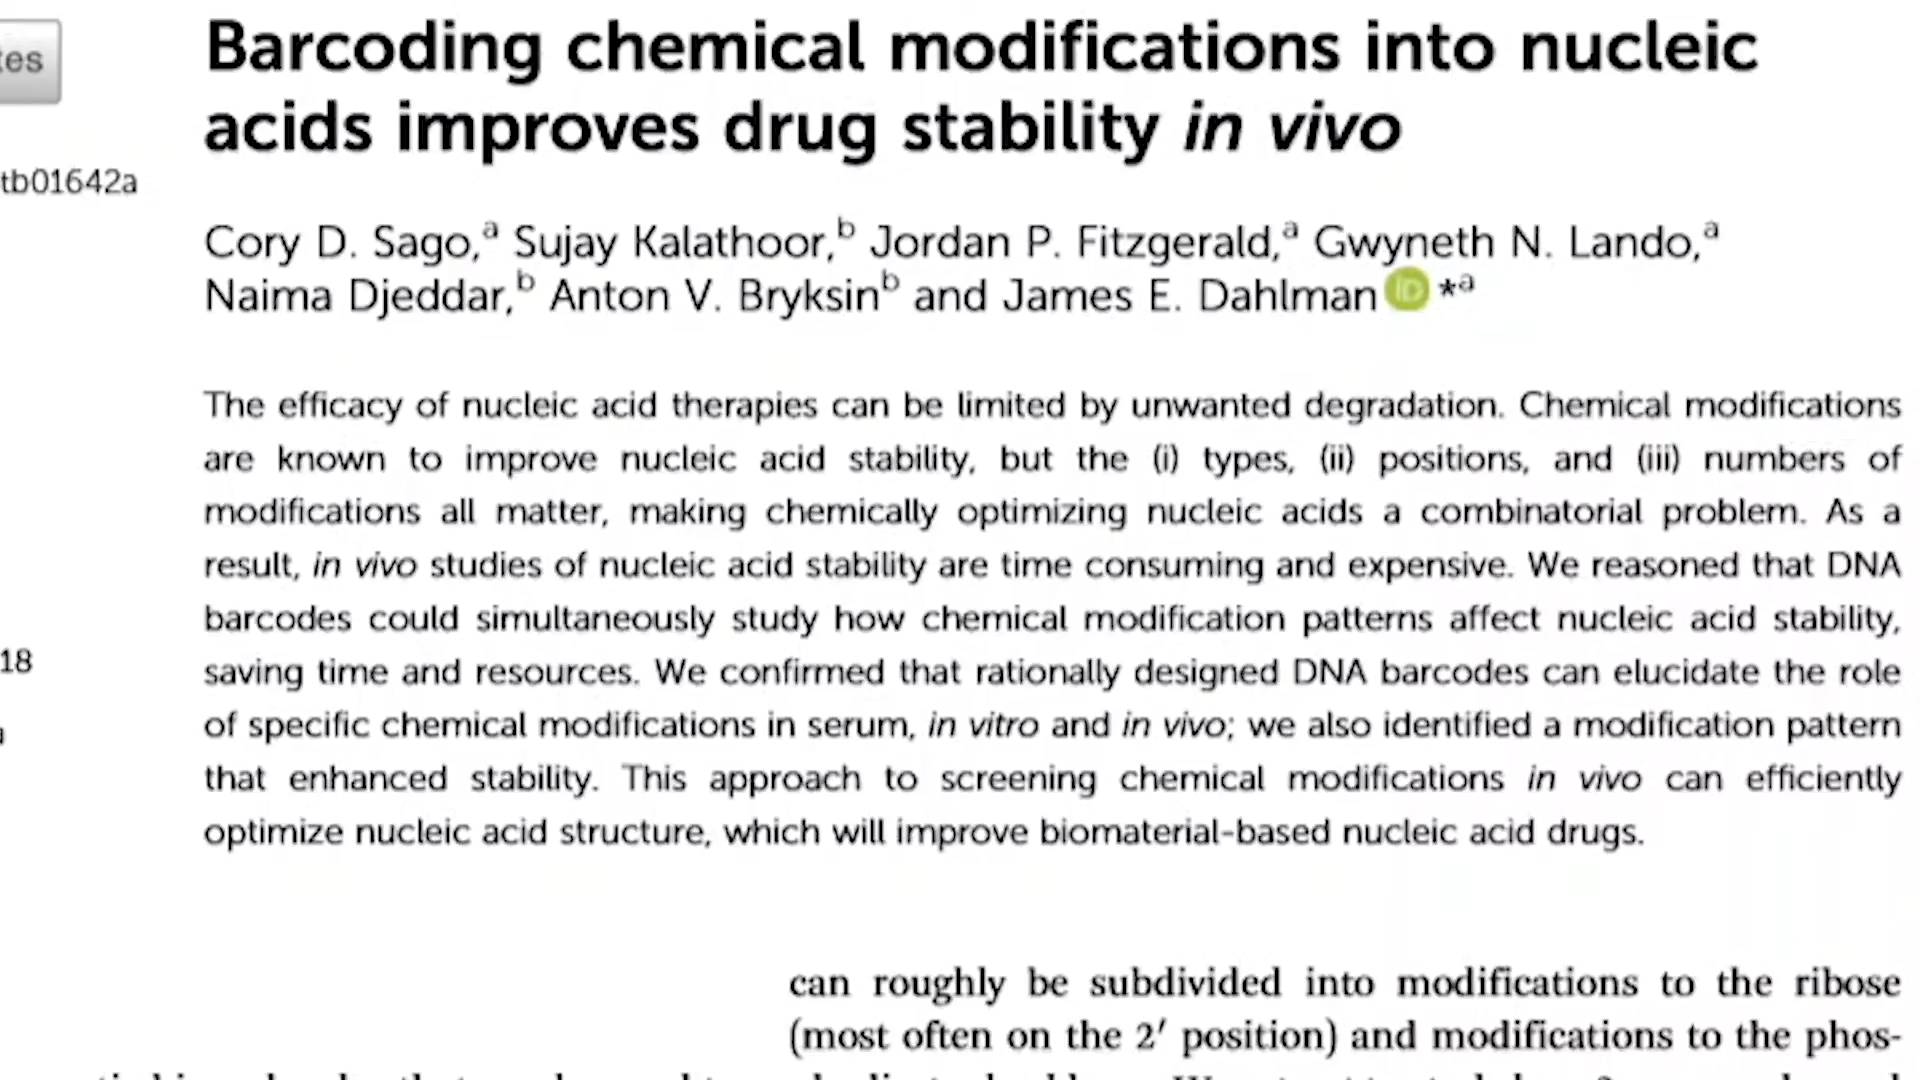 Barcoding chemical modifications into nucleic
acids improves drug stability in vivo
tes
tb01642a
Cory D. Sago,a Sujay Kalathoor,b Jordan P. Fitzgerald,a Gwyneth N. Lando,a
Naima Djeddar,b Anton V. Bryksinb and James E. Dahlman iD *a
The efficacy of nucleic acid therapies can be limited by unwanted degradation. Chemical modifications
are known to improve nucleic acid stability, but the (i) types, (ii) positions, and (iii) numbers of
modifications all matter, making chemically optimizing nucleic acids a combinatorial problem. As a
result, in vivo studies of nucleic acid stability are time consuming and expensive. We reasoned that DNA
barcodes could simultaneously study how chemical modification patterns affect nucleic acid stability,
saving time and resources. We confirmed that rationally designed DNA barcodes can elucidate the role
of specific chemical modifications in serum, in vitro and in vivo; we also identified a modification pattern
that enhanced stability. This approach to screening chemical modifications in vivo can efficiently
optimize nucleic acid structure, which will improve biomaterial-based nucleic acid drugs.
18
can roughly be subdivided into modifications to the ribose
(most often on the 2′ position) and modifications to the phos-